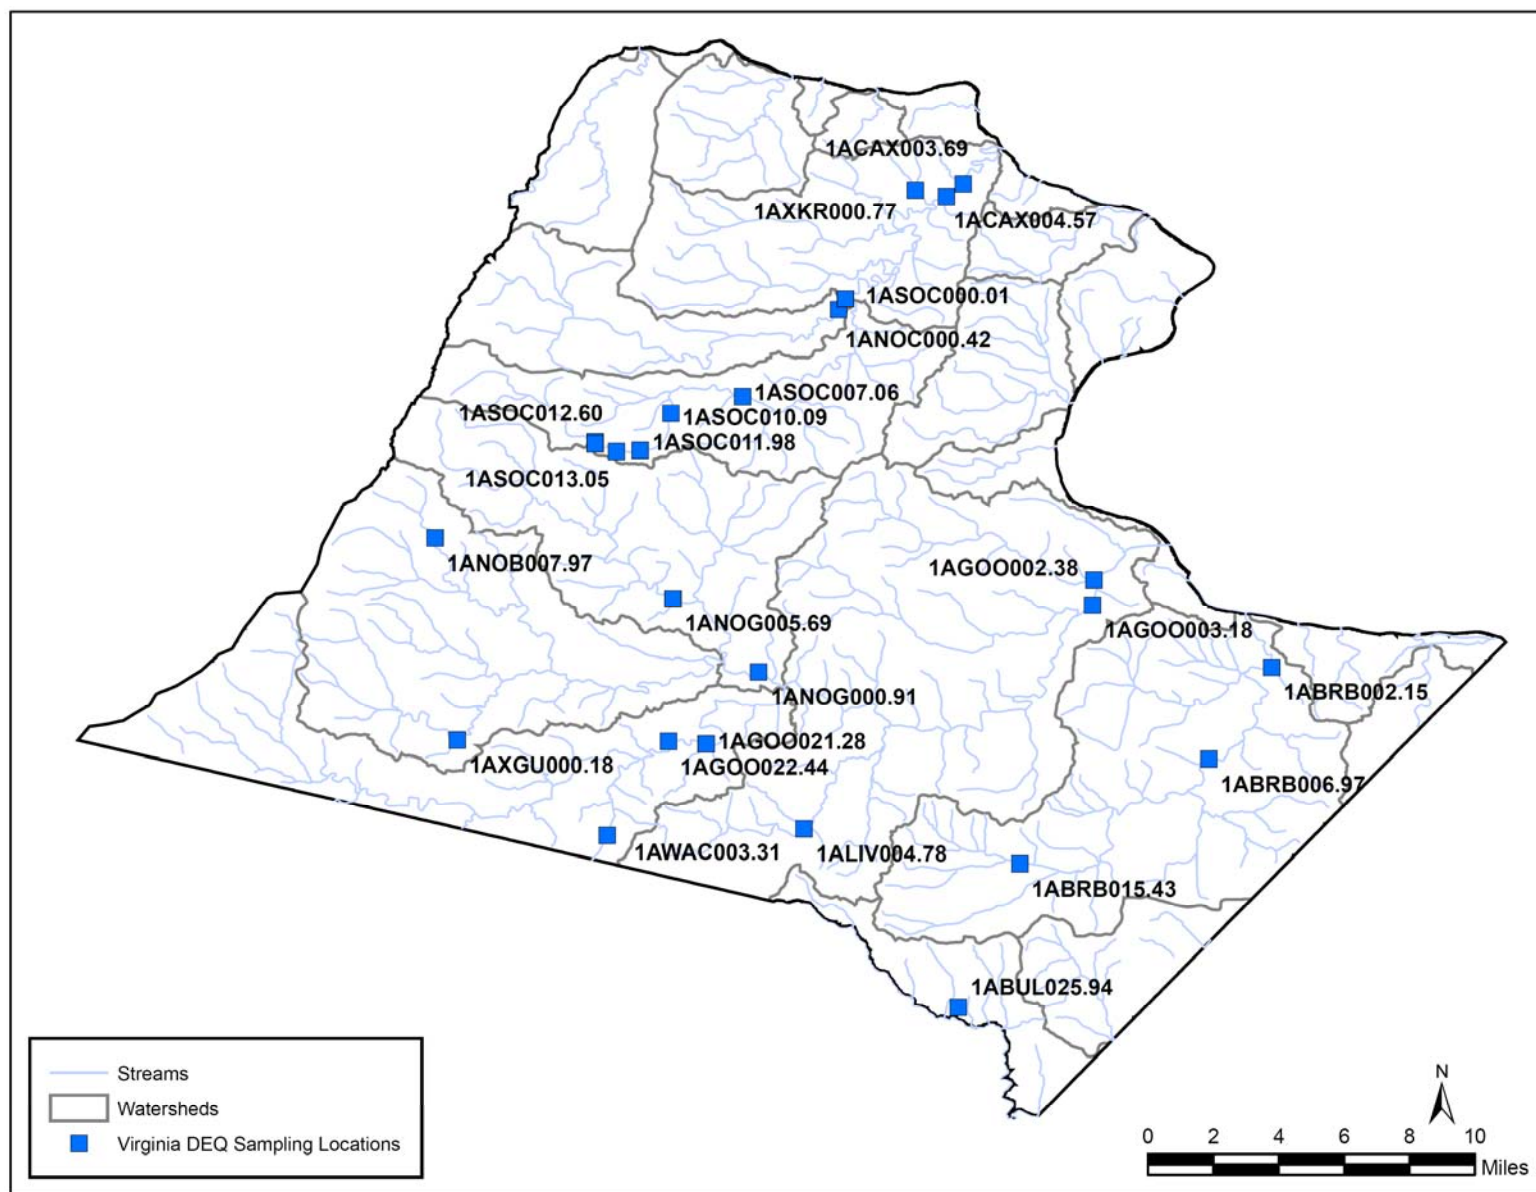 1ACAX003.69
1AXKR000.77
1ACAX004.57
1ASOC000.01
1ANOC000.42
1ASOC007.06
1ASOC012.60
1ASOC010.09
1ASOC011.98
1ASOC013.05
1ANOB007.97
1AGOO002.38
1ANOG005.69
1AGOO003.18
1ABRB002.15
1ANOG000.91
1AGOO021.28
1AXGU000.18
1AGOO022.44
1ABRB006.97
1AWAC003.31
1ALIV004.78
1ABRB015.43
1ABUL025.94
Streams
Watersheds
Virginia DEQ Sampling Locations
N
0 2 4 6 8 10
Miles